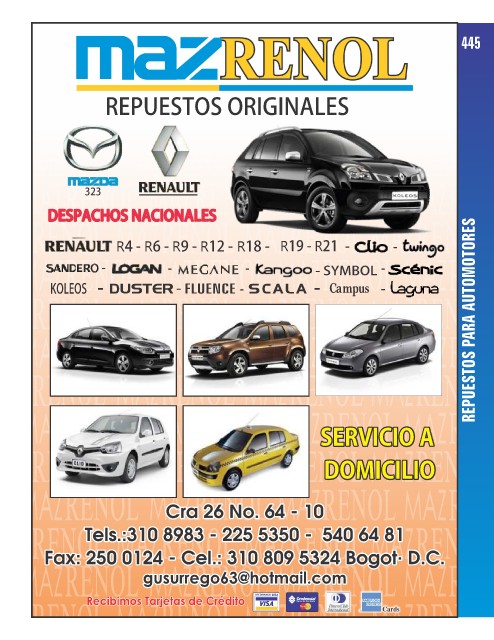 445
mazRENOL
REPUESTOS ORIGINALES
mazda
323
RENAULT
KOLEOS
DESPACHOS NACIONALES
RENAULT R4 - R6 - R9 - R12 - R18 - R19 - R21 - Clio - twingo
SANDERO - LOGAN - MEGANE - Kangoo - SYMBOL - Scénic
KOLEOS - DUSTER - FLUENCE - SCALA - Campus - Laguna
REPUESTOS PARA AUTOMOTORES
CLIO
SERVICIO A
DOMICILIO
Cra 26 No. 64 - 10
Tels.:310 8983 - 225 5350 - 540 64 81
Fax: 250 0124 - Cel.: 310 809 5324 Bogot· D.C.
gusurrego63@hotmail.com
Recibimos Tarjetas de Crédito
VISA
Cards